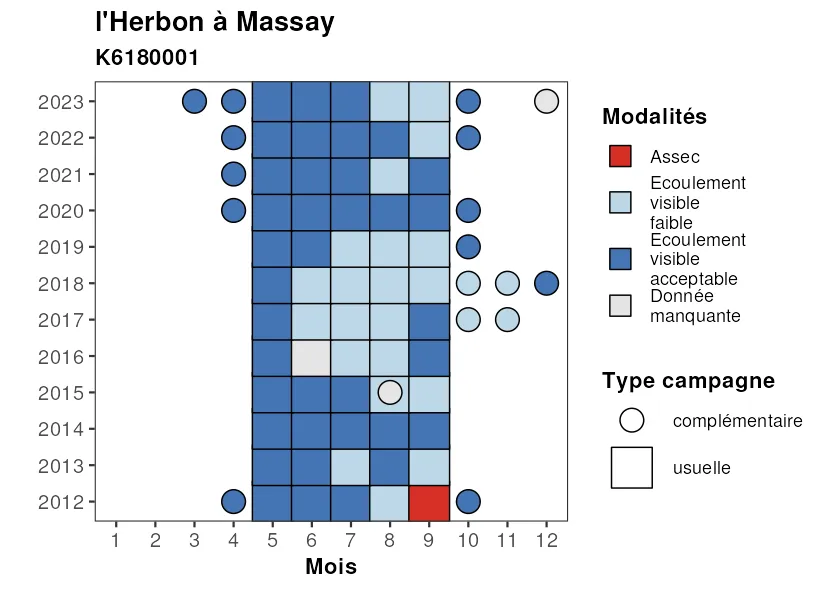 l'Herbon à Massay
K6180001
2023
2022
2021
2020
2019
2018
2017
2016
2015
2014
2013
2012
1 2 3 4 5 6 7 8 9 10 11 12
Mois
Modalités
Assec
Ecoulement
visible
faible
Ecoulement
visible
acceptable
Donnée
manquante
Type campagne
complémentaire
usuelle